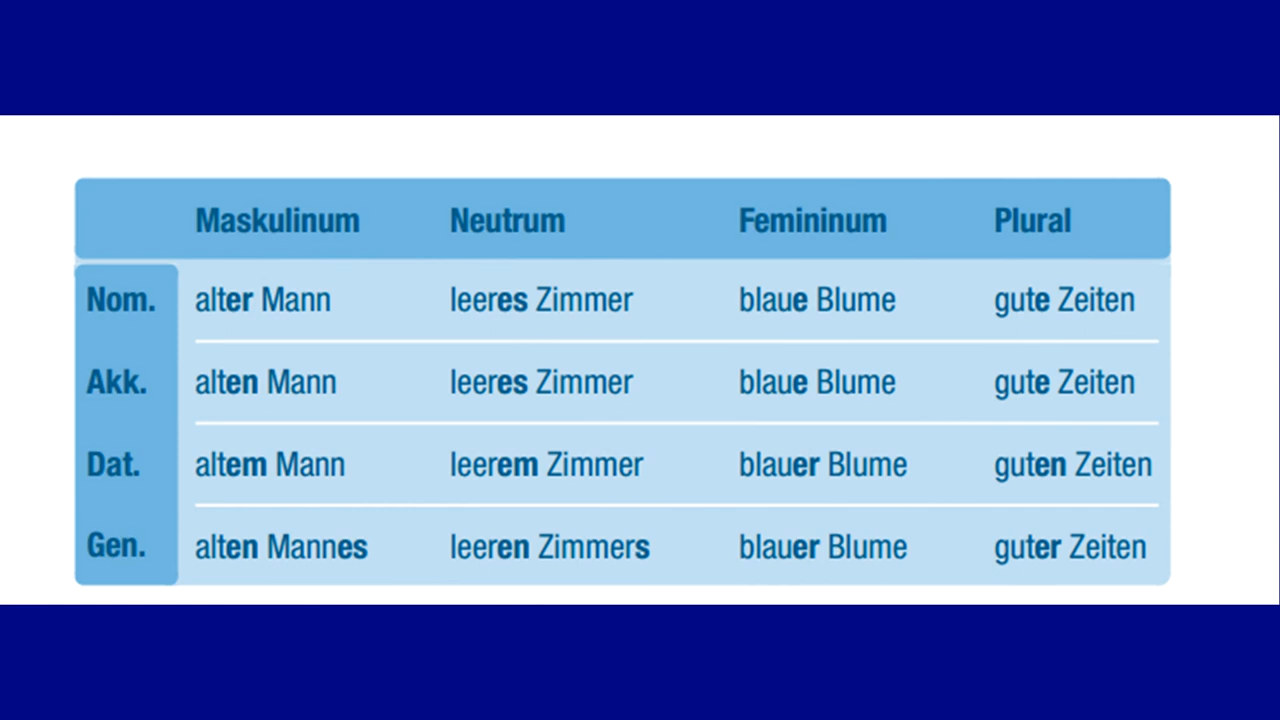 Maskulinum Neutrum Femininum Plural
Nom. alter Mann leeres Zimmer blaue Blume gute Zeiten
Akk. alten Mann leeres Zimmer blaue Blume gute Zeiten
Dat. altem Mann leerem Zimmer blauer Blume guten Zeiten
Gen. alten Mannes leeren Zimmers blauer Blume guter Zeiten